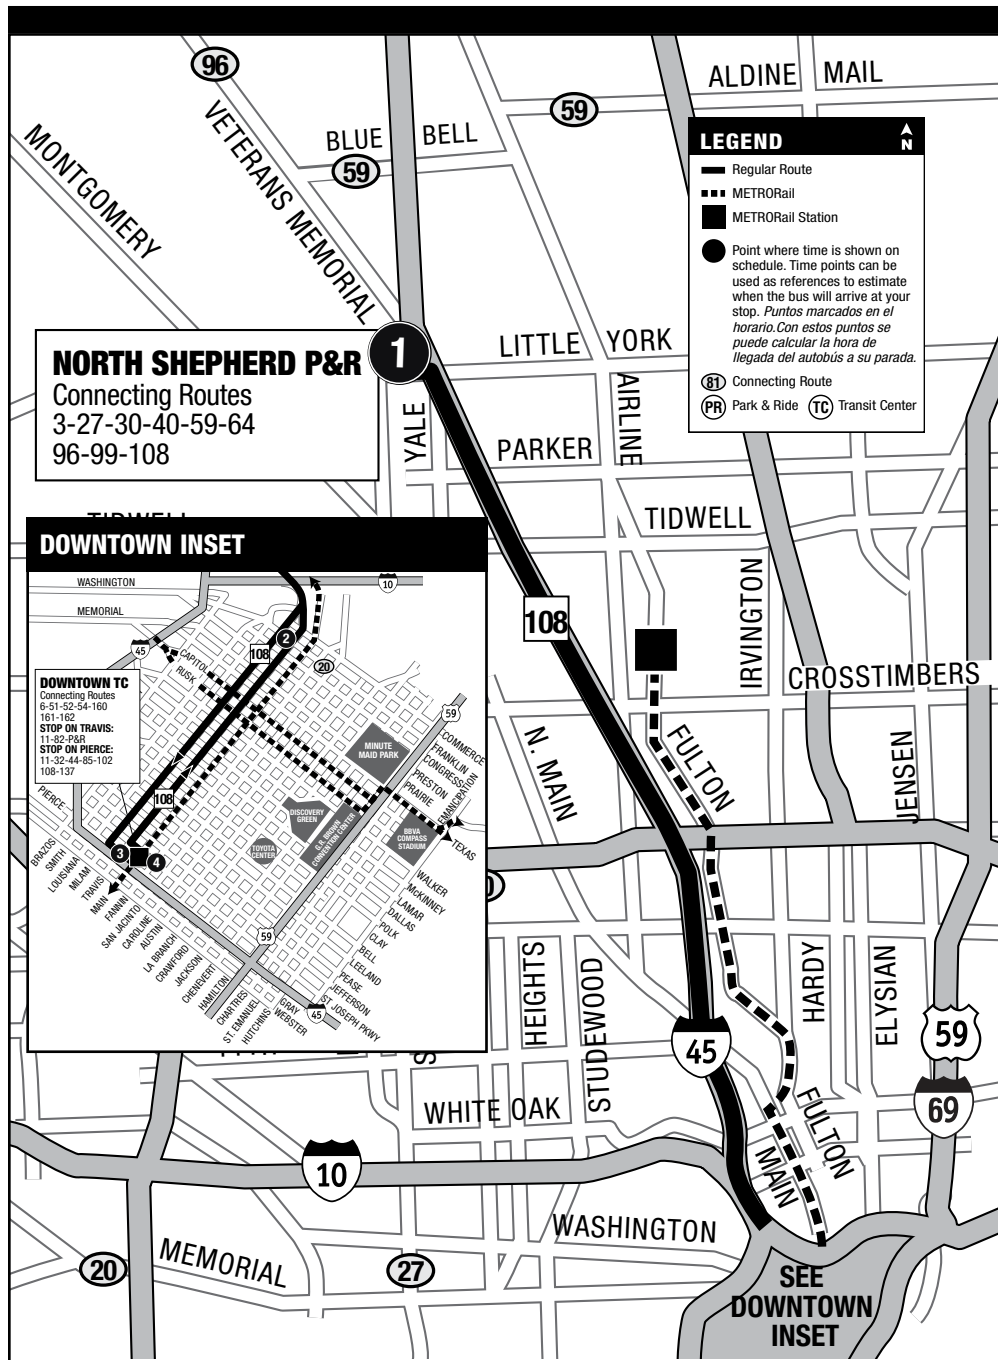 96
ALDINE MAIL
59
BLUE BELL
59
MONTGOMERY
VETERANS MEMORIAL
LEGEND
N
Regular Route
METRORail
METRORail Station
Point where time is shown on
schedule. Time points can be
used as references to estimate
when the bus will arrive at your
stop. Puntos marcados en el
horario.Con estos puntos se
puede calcular la hora de
llegada del autobús a su parada.
81 Connecting Route
PR Park & Ride TC Transit Center
1
NORTH SHEPHERD P&R
Connecting Routes
3-27-30-40-59-64
96-99-108
LITTLE YORK
YALE
AIRLINE
PARKER
TIDWELL
TIDWELL
IRVINGTON
108
CROSSTIMBERS
N. MAIN
FULTON
JENSEN
HEIGHTS
STUDEWOOD
HARDY
ELYSIAN
45
59
69
WHITE OAK
FULTON
MAIN
10
WASHINGTON
MEMORIAL
20
27
SEE
DOWNTOWN
INSET
DOWNTOWN INSET
WASHINGTON
10
MEMORIAL
45
2
108
20
CAPITOL
RUSK
DOWNTOWN TC
Connecting Routes
6-51-52-54-160
161-162
STOP ON TRAVIS:
11-82-P&R
STOP ON PIERCE:
11-32-44-85-102
108-137
59
MINUTE
MAID PARK
COMMERCE
FRANKLIN
CONGRESS
PRESTON
PRAIRIE
EMANCIPATION
TEXAS
108
DISCOVERY
GREEN
G.R. BROWN
CONVENTION CENTER
TOYOTA
CENTER
BBVA
COMPASS
STADIUM
PIERCE
3
4
BRAZOS
SMITH
LOUISIANA
MILAM
TRAVIS
MAIN
FANNIN
SAN JACINTO
CAROLINE
AUSTIN
LA BRANCH
CRAWFORD
JACKSON
CHENEVERT
HAMILTON
CHARTRES
ST. EMANUEL
HUTCHINS
59
45
WALKER
McKINNEY
LAMAR
DALLAS
POLK
CLAY
BELL
LEELAND
PEASE
JEFFERSON
ST. JOSEPH PKWY
GRAY
WEBSTER